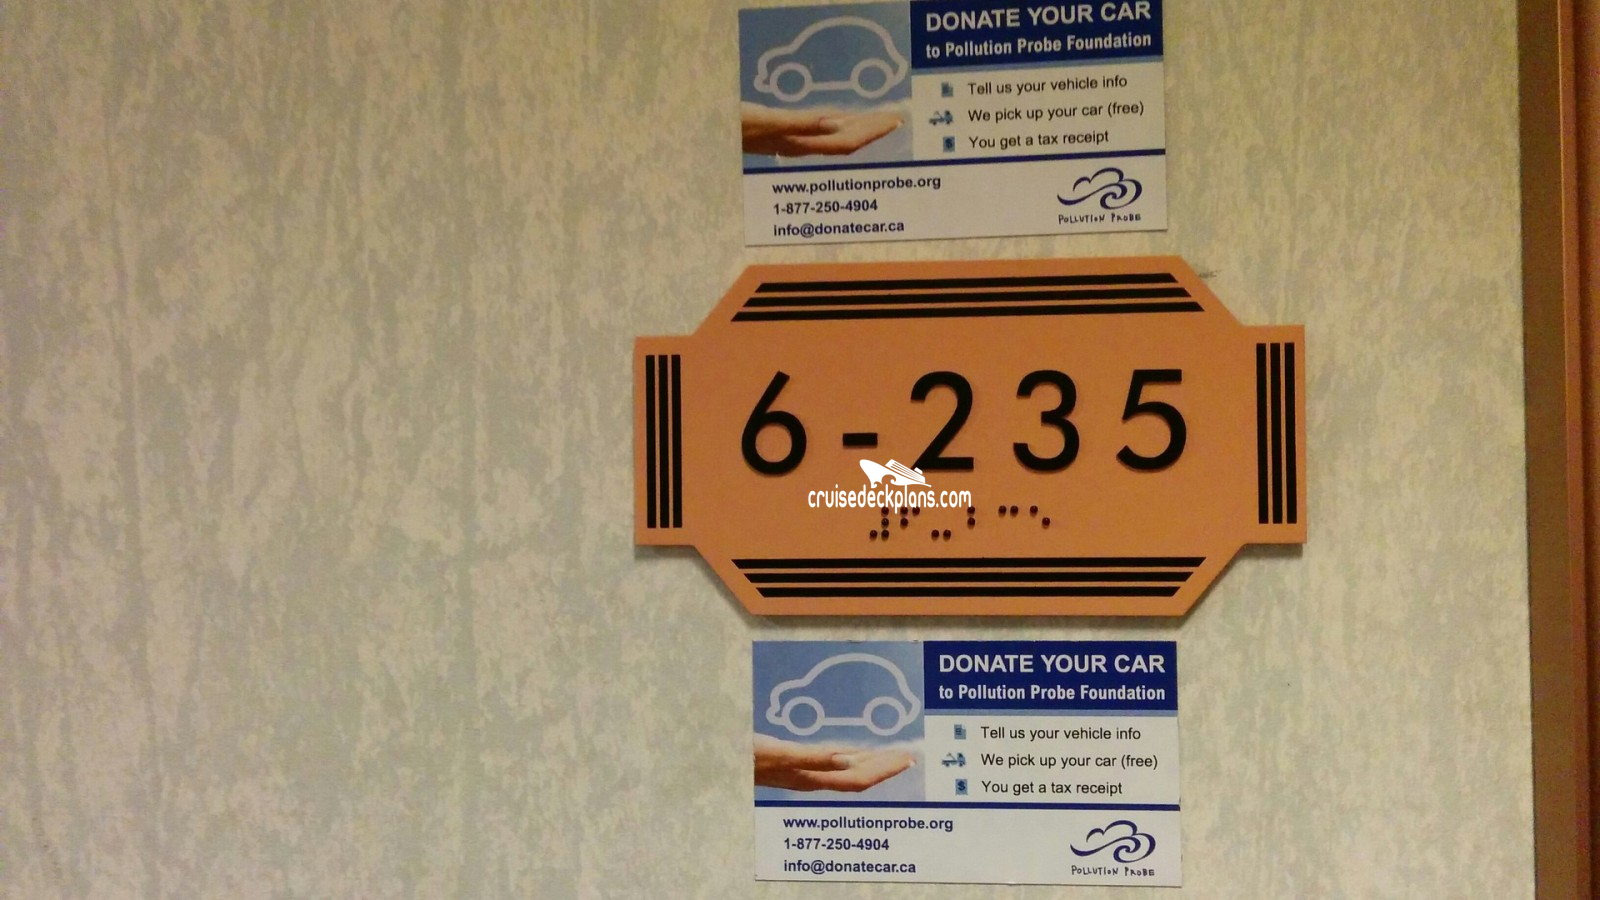 DONATE YOUR CAR
to Pollution Probe Foundation
Tell us your vehicle info
We pick up your car (free)
You get a tax receipt
www.pollutionprobe.org
1-877-250-4904
info@donatecar.ca
POLLUTION PROBE
6-235
cruisedeckplans.com
DONATE YOUR CAR
to Pollution Probe Foundation
Tell us your vehicle info
We pick up your car (free)
You get a tax receipt
www.pollutionprobe.org
1-877-250-4904
info@donatecar.ca
POLLUTION PROBE